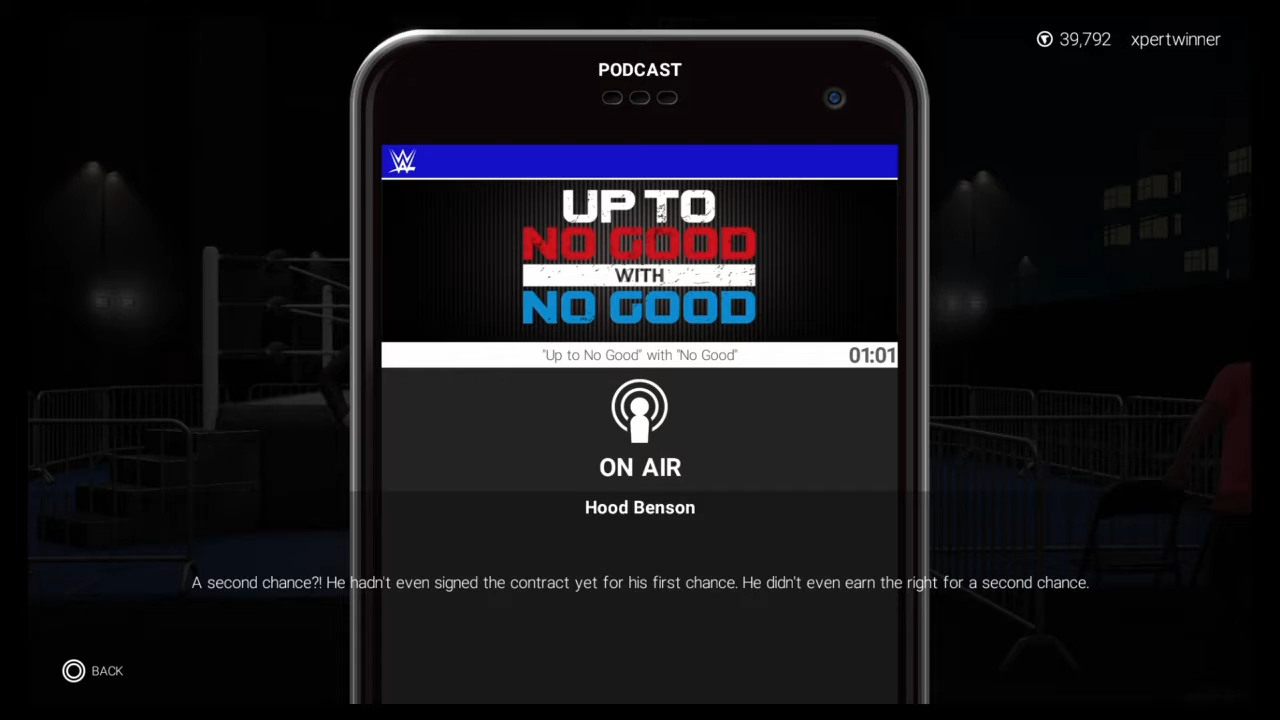 PODCAST
39,792 xpertwinner
W
UP TO
NO GOOD
WITH
NO GOOD
"Up to No Good" with "No Good"
01:01
ON AIR
Hood Benson
A second chance?! He hadn't even signed the contract yet for his first chance. He didn't even earn the right for a second chance.
BACK